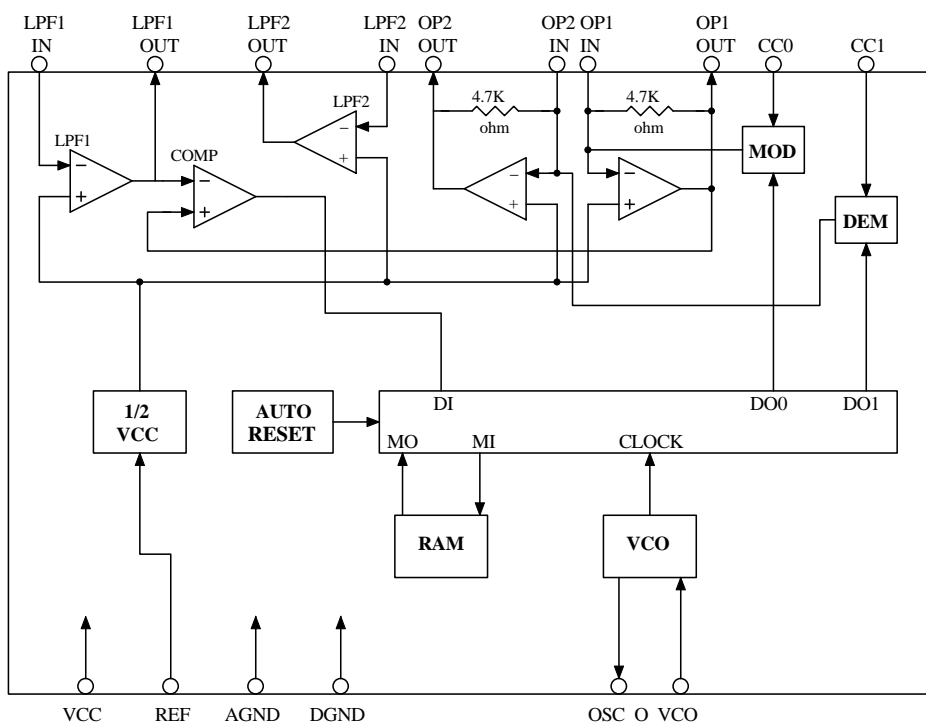 LPF1 IN
LPF1 OUT
LPF2 OUT
LPF2 IN
OP2 OUT
OP2 IN
OP1 IN
OP1 OUT
CC0
CC1
4.7K
ohm
4.7K
ohm
LPF2
LPF1
COMP
−
+
−
+
−
+
−
+
−
+
MOD
DEM
1/2
VCC
AUTO
RESET
DI
DO0
DO1
MO
MI
CLOCK
RAM
VCO
VCC
REF
AGND
DGND
OSC_O
VCO